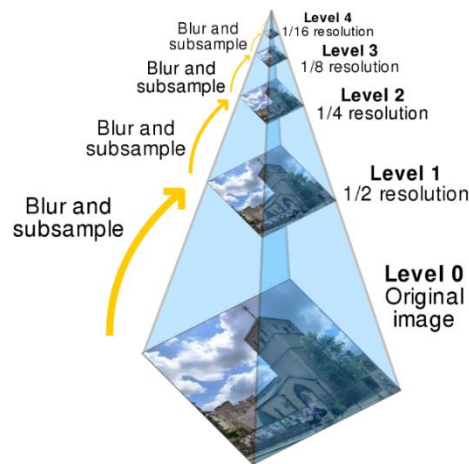 Level 4
1/16 resolution
Blur and
subsample
Level 3
1/8 resolution
Blur and
subsample
Level 2
1/4 resolution
Blur and
subsample
Level 1
1/2 resolution
Blur and
subsample
Level 0
Original
image